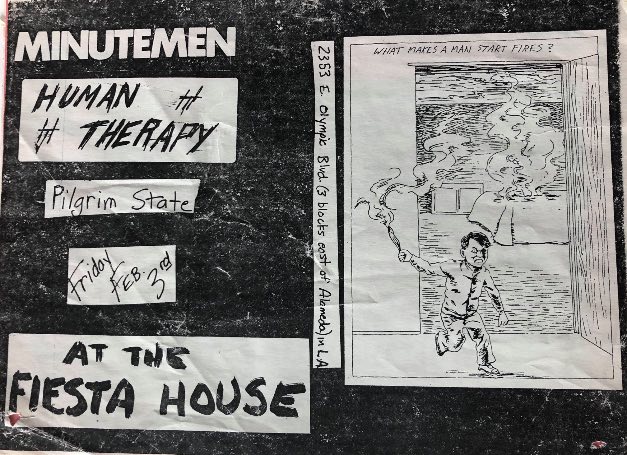 MINUTEMEN
HUMAN #
# THERAPY
Pilgrim State
Friday
FEB. 3rd
AT THE
FIESTA HOUSE
2353 E. Olympic Blvd. (3 blocks east of Alameda) in L.A.
WHAT MAKES A MAN START FIRES?